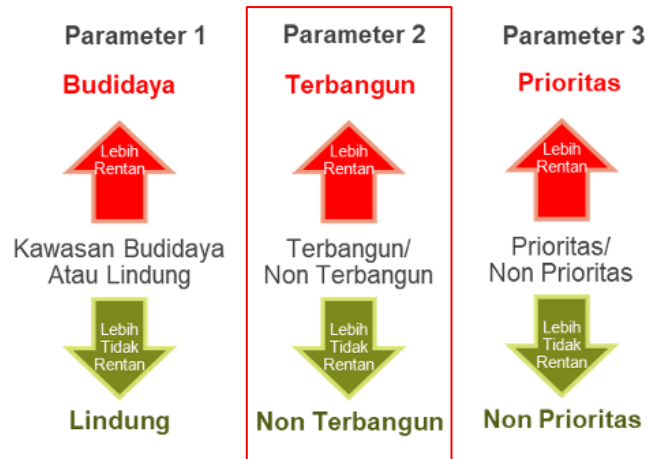 Parameter 1
Budidaya
Lebih
Rentan
Kawasan Budidaya
Atau Lindung
Lebih
Tidak
Rentan
Lindung
Parameter 2
Terbangun
Lebih
Rentan
Terbangun/
Non Terbangun
Lebih
Tidak
Rentan
Non Terbangun
Parameter 3
Prioritas
Lebih
Rentan
Prioritas/
Non Prioritas
Lebih
Tidak
Rentan
Non Prioritas